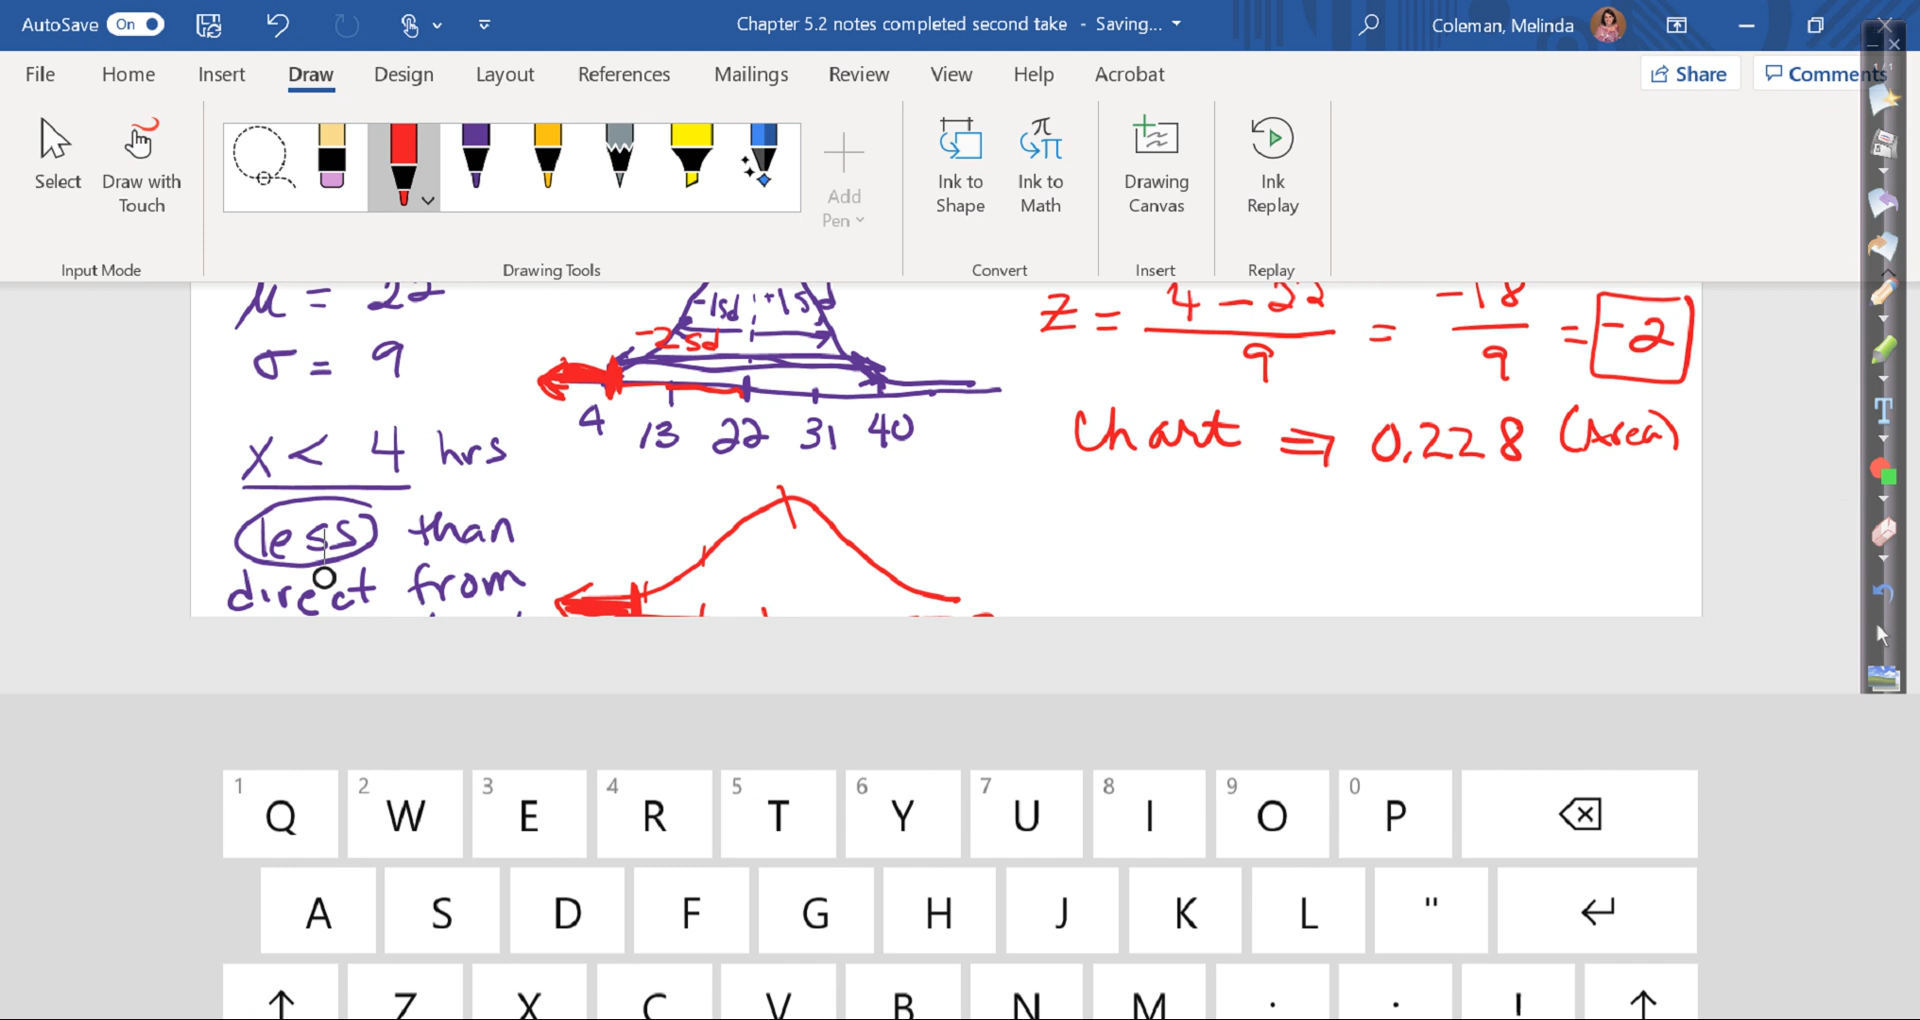 AutoSave On Chapter 5.2 notes completed second take - Saving... Coleman, Melinda
File Home Insert Draw Design Layout References Mailings Review View Help Acrobat Share Comments
1/1
Select
Draw with Touch
Add Pen
Ink to Shape
Ink to Math
Drawing Canvas
Ink Replay
Input Mode Drawing Tools Convert Insert Replay
μ = 22
σ = 9
x < 4 hrs
less than
direct from
-1sd +1sd
-2sd
4 13 22 31 40
Z = 4 - 22 / 9 = -18 / 9 = -2
Chart ⇒ 0.228 (Area)
T
1 Q 2 W 3 E 4 R 5 T 6 Y 7 U 8 I 9 O 0 P
A S D F G H J K L "
Z X C V B N M !